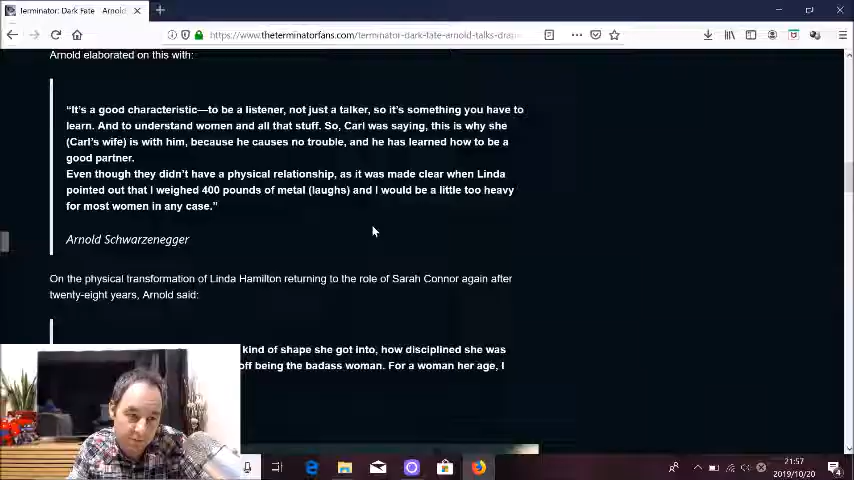 Terminator: Dark Fate Arnold
https://www.theterminatorfans.com/terminator-dark-fate-arnold-talks-dra
Arnold elaborated on this with:
“It's a good characteristic—to be a listener, not just a talker, so it's something you have to
learn. And to understand women and all that stuff. So, Carl was saying, this is why she
(Carl's wife) is with him, because he causes no trouble, and he has learned how to be a
good partner.
Even though they didn't have a physical relationship, as it was made clear when Linda
pointed out that I weighed 400 pounds of metal (laughs) and I would be a little too heavy
for most women in any case.”
Arnold Schwarzenegger
On the physical transformation of Linda Hamilton returning to the role of Sarah Connor again after
twenty-eight years, Arnold said:
kind of shape she got into, how disciplined she was
off being the badass woman. For a woman her age, I
21:57
2019/10/20
4